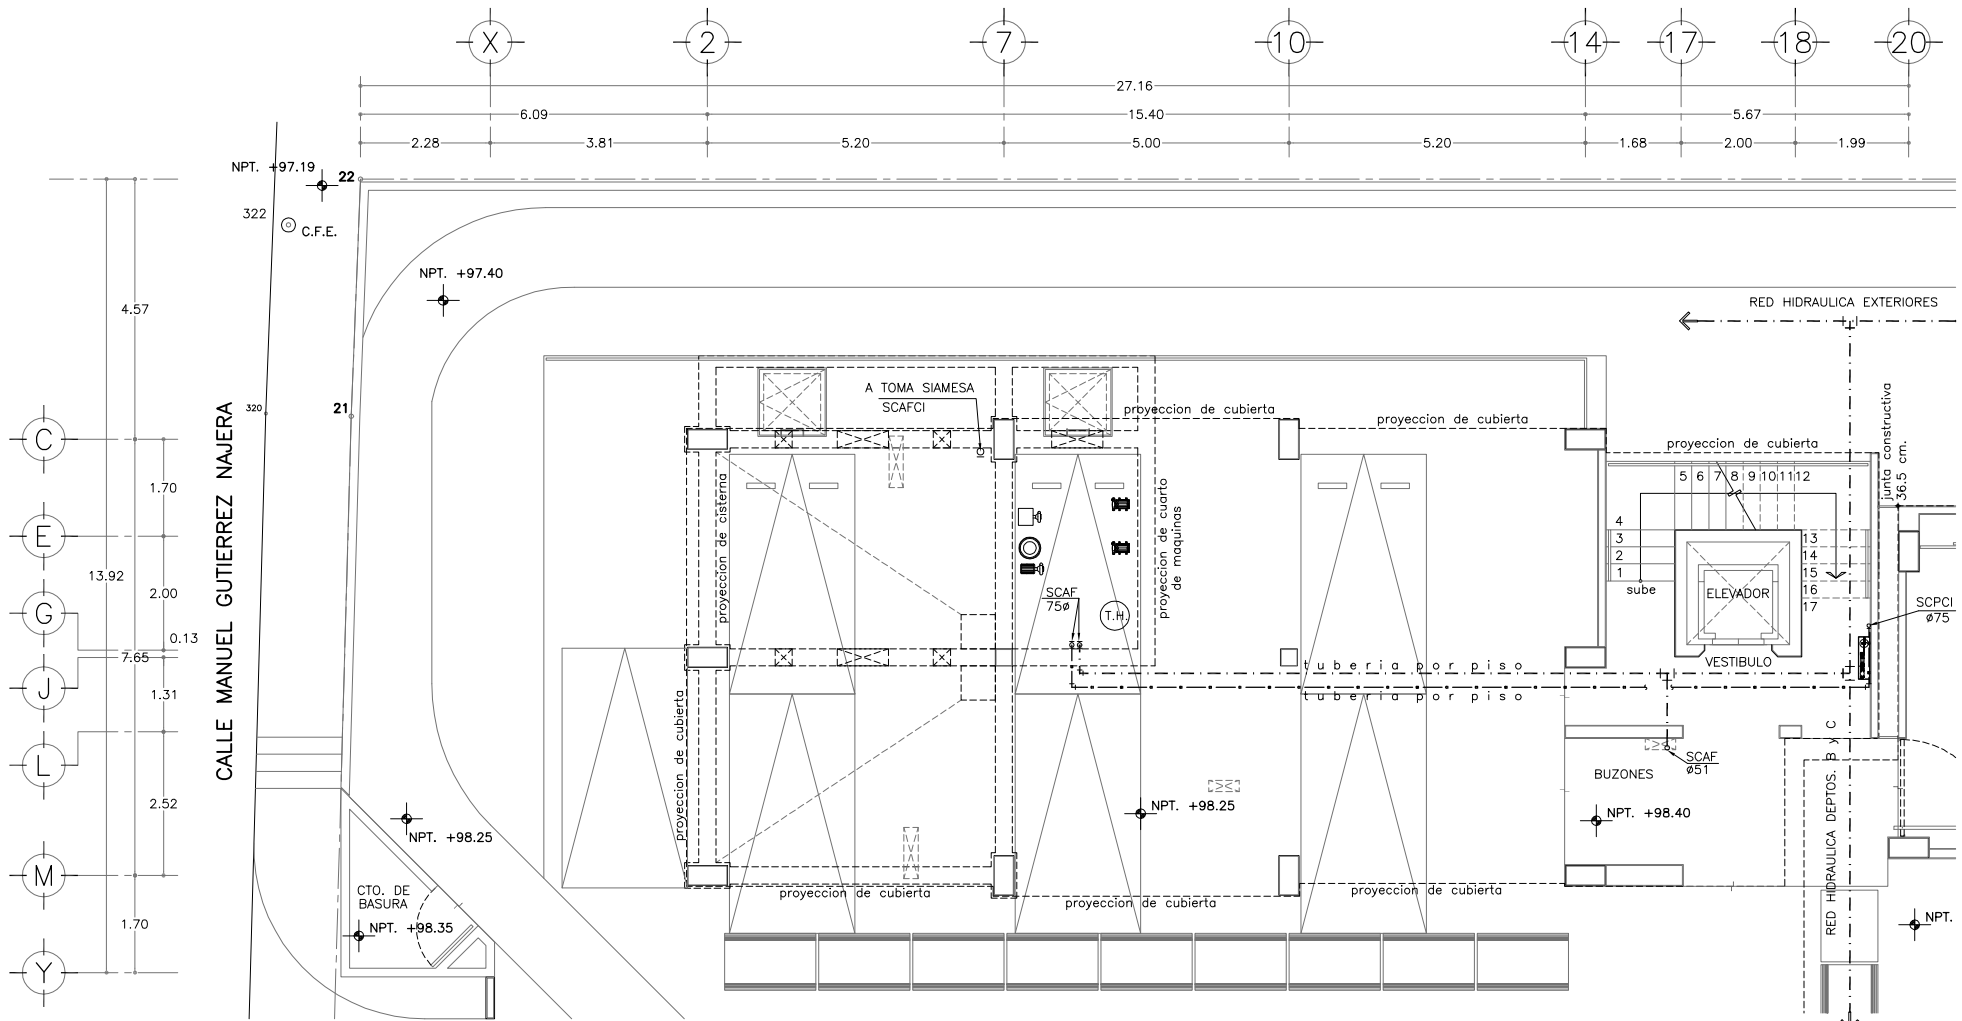 X 2 7 10 14 17 18 20
27.16
6.09 15.40 5.67
2.28 3.81 5.20 5.00 5.20 1.68 2.00 1.99
NPT. +97.19
22
322
C.F.E.
NPT. +97.40
RED HIDRAULICA EXTERIORES
4.57
A TOMA SIAMESA
SCAFCI
proyeccion de cubierta
proyeccion de cubierta
proyeccion de cubierta
junta constructiva
36.5 cm.
320
21
CALLE MANUEL GUTIERREZ NAJERA
C
1.70
E
13.92
2.00
G
0.13
7.65
J
1.31
L
2.52
M
1.70
Y
proyeccion de cisterna
proyeccion de cuarto
de maquinas
5 6 7 8 9 10 11 12
4
3
2
1
13
14
15
16
17
sube
ELEVADOR
VESTIBULO
SCPCI
ø75
SCAF
75ø
T.H.
tuberia por piso
tuberia por piso
proyeccion de cubierta
SCAF
ø51
BUZONES
RED HIDRAULICA DEPTOS. B y C
NPT. +98.25
NPT. +98.40
NPT. +98.25
CTO. DE
BASURA
NPT. +98.35
proyeccion de cubierta
proyeccion de cubierta
proyeccion de cubierta
NPT.